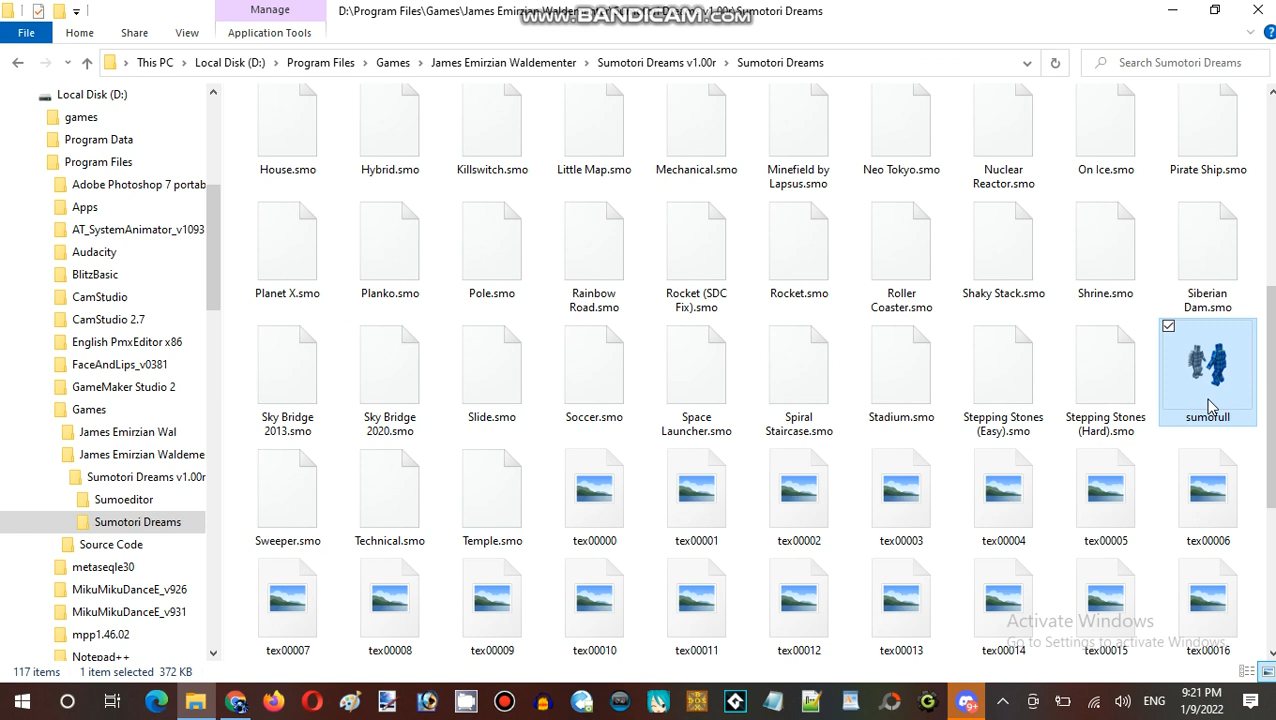 Manage
D:\Program Files\Games\James Emirzian Waldementer\Sumotori Dreams v1.00r\Sumotori Dreams
www.BANDICAM.com
File
Home
Share
View
Application Tools
This PC
Local Disk (D:)
Program Files
Games
James Emirzian Waldementer
Sumotori Dreams v1.00r
Sumotori Dreams
Search Sumotori Dreams
Local Disk (D:)
games
Program Data
Program Files
Adobe Photoshop 7 portab
Apps
AT_SystemAnimator_v1093
Audacity
BlitzBasic
CamStudio
CamStudio 2.7
English PmxEditor x86
FaceAndLips_v0381
GameMaker Studio 2
Games
James Emirzian Wal
James Emirzian Waldeme
Sumotori Dreams v1.00r
Sumoeditor
Sumotori Dreams
Source Code
metaseqle30
MikuMikuDanceE_v926
MikuMikuDanceE_v931
mpp1.46.02
Notepad++
House.smo
Hybrid.smo
Killswitch.smo
Little Map.smo
Mechanical.smo
Minefield by
Lapsus.smo
Neo Tokyo.smo
Nuclear
Reactor.smo
On Ice.smo
Pirate Ship.smo
Planet X.smo
Planko.smo
Pole.smo
Rainbow
Road.smo
Rocket (SDC
Fix).smo
Rocket.smo
Roller
Coaster.smo
Shaky Stack.smo
Shrine.smo
Siberian
Dam.smo
Sky Bridge
2013.smo
Sky Bridge
2020.smo
Slide.smo
Soccer.smo
Space
Launcher.smo
Spiral
Staircase.smo
Stadium.smo
Stepping Stones
(Easy).smo
Stepping Stones
(Hard).smo
sumofull
Sweeper.smo
Technical.smo
Temple.smo
tex00000
tex00001
tex00002
tex00003
tex00004
tex00005
tex00006
tex00007
tex00008
tex00009
tex00010
tex00011
tex00012
tex00013
tex00014
tex00015
tex00016
Activate Windows
Go to Settings to activate Windows.
117 items
1 item selected 372 KB
ENG
9:21 PM
1/9/2022